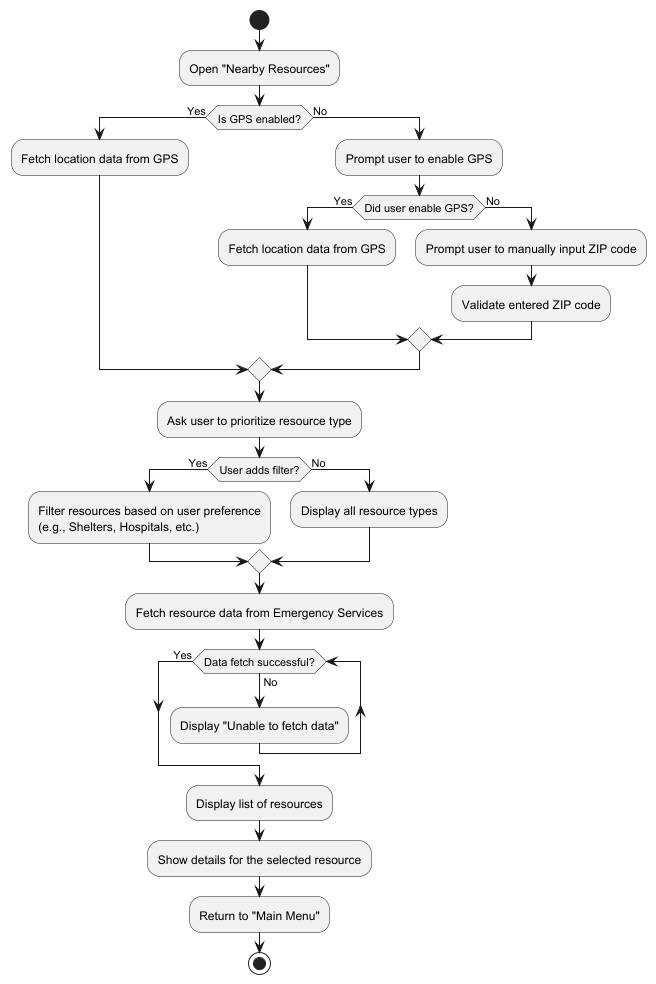 Open "Nearby Resources"
Yes
Is GPS enabled?
No
Fetch location data from GPS
Prompt user to enable GPS
Yes
Did user enable GPS?
No
Fetch location data from GPS
Prompt user to manually input ZIP code
Validate entered ZIP code
Ask user to prioritize resource type
Yes
User adds filter?
No
Filter resources based on user preference
(e.g., Shelters, Hospitals, etc.)
Display all resource types
Fetch resource data from Emergency Services
Yes
Data fetch successful?
No
Display "Unable to fetch data"
Display list of resources
Show details for the selected resource
Return to "Main Menu"